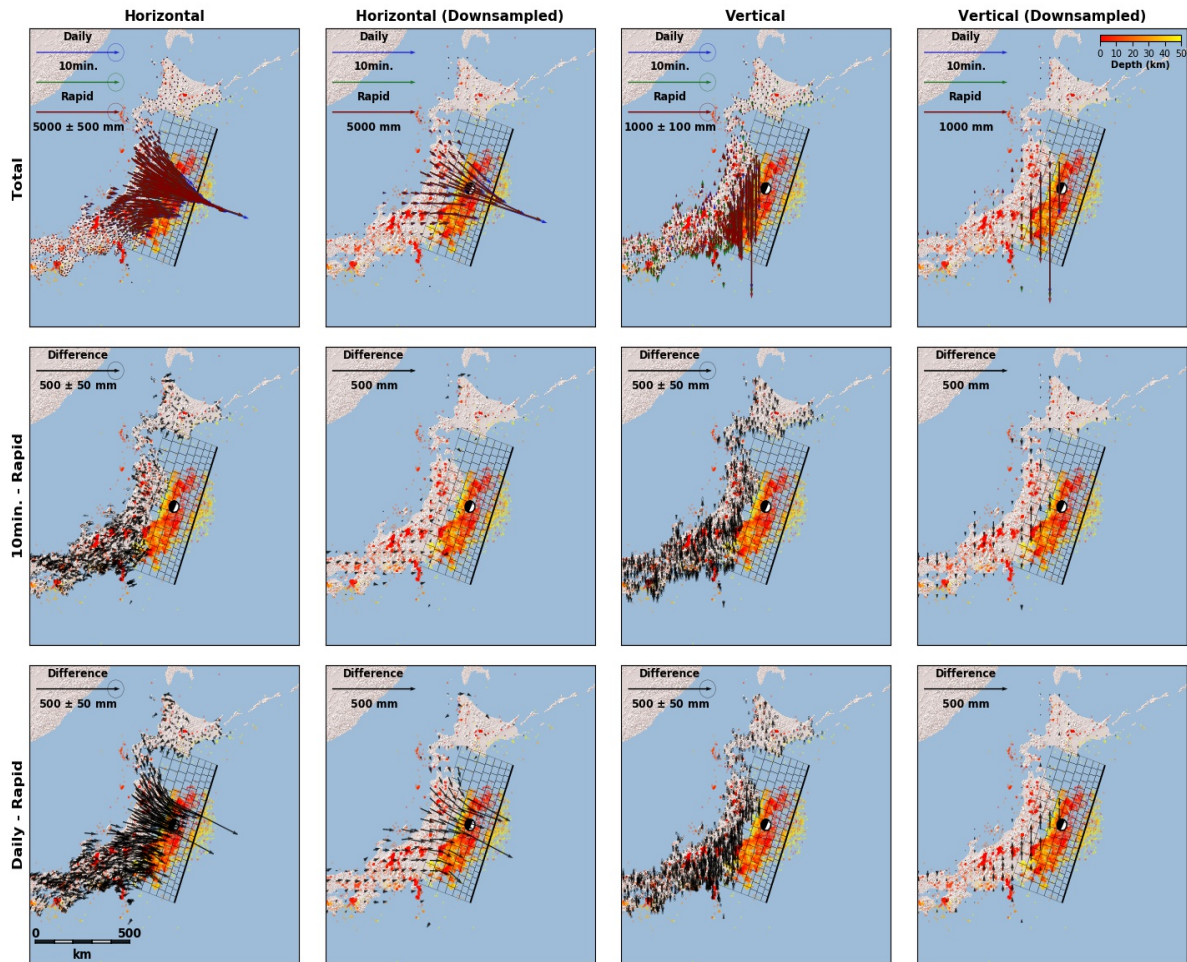 Horizontal
Horizontal (Downsampled)
Vertical
Vertical (Downsampled)
Total
Daily
10min.
Rapid
5000 ± 500 mm
Daily
10min.
Rapid
5000 mm
Daily
10min.
Rapid
1000 ± 100 mm
Daily
10min.
Rapid
1000 mm
0 10 20 30 40 50
Depth (km)
10min. - Rapid
Difference
500 ± 50 mm
Difference
500 mm
Difference
500 ± 50 mm
Difference
500 mm
Daily - Rapid
Difference
500 ± 50 mm
0 500
km
Difference
500 mm
Difference
500 ± 50 mm
Difference
500 mm